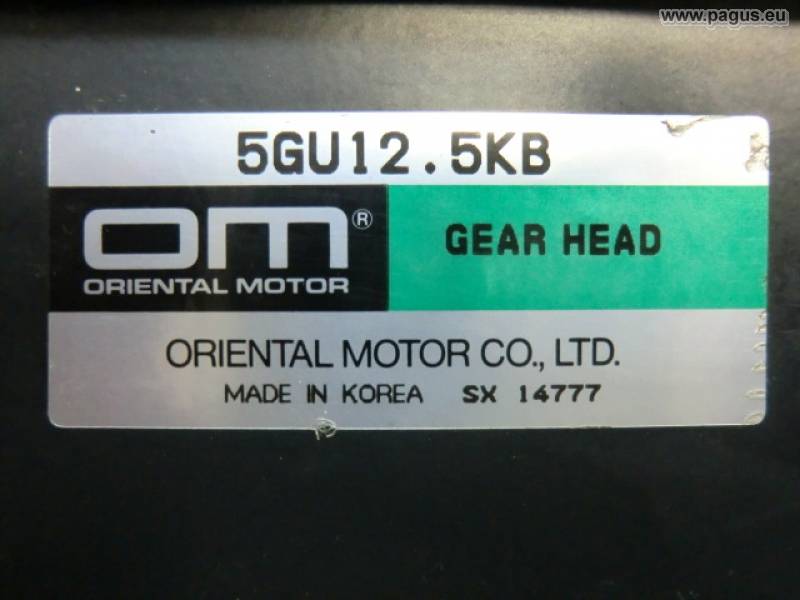 www.pagus.eu
5GU12.5KB
om®
ORIENTAL MOTOR
GEAR HEAD
ORIENTAL MOTOR CO., LTD.
MADE IN KOREA SX 14777